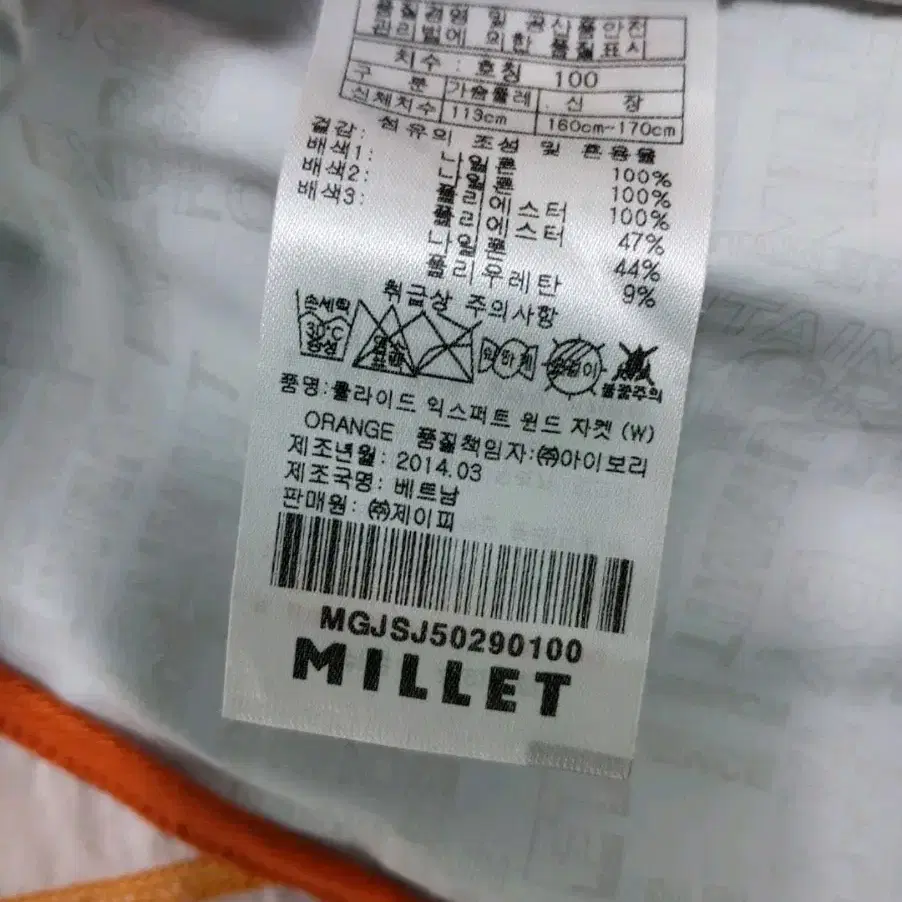 품질경영 및 공산품안전
관리법에 의한 품질표시
치수 : 호칭 100
구 분 가슴둘레 신 장
신체치수 113cm 160cm~170cm
섬유의 조성 및 혼용율
겉감: 나일론 100%
배색1: 나일론 100%
배색2: 폴리에스터 100%
배색3: 폴리에스터 47%
나일론 44%
폴리우레탄 9%
취급상 주의사항
손세탁
30℃
중성
염소
표백
약하게
불꽃주의
품명:플라이드 익스퍼트 윈드 자켓 (W)
ORANGE 품질책임자:㈜아이보리
제조년월: 2014.03
제조국명: 베트남
판매원: ㈜제이피
MGJSJ50290100
MILLET